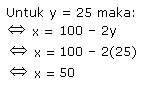 Untuk y = 25 maka:
⇔ x = 100 – 2y
⇔ x = 100 – 2(25)
⇔ x = 50